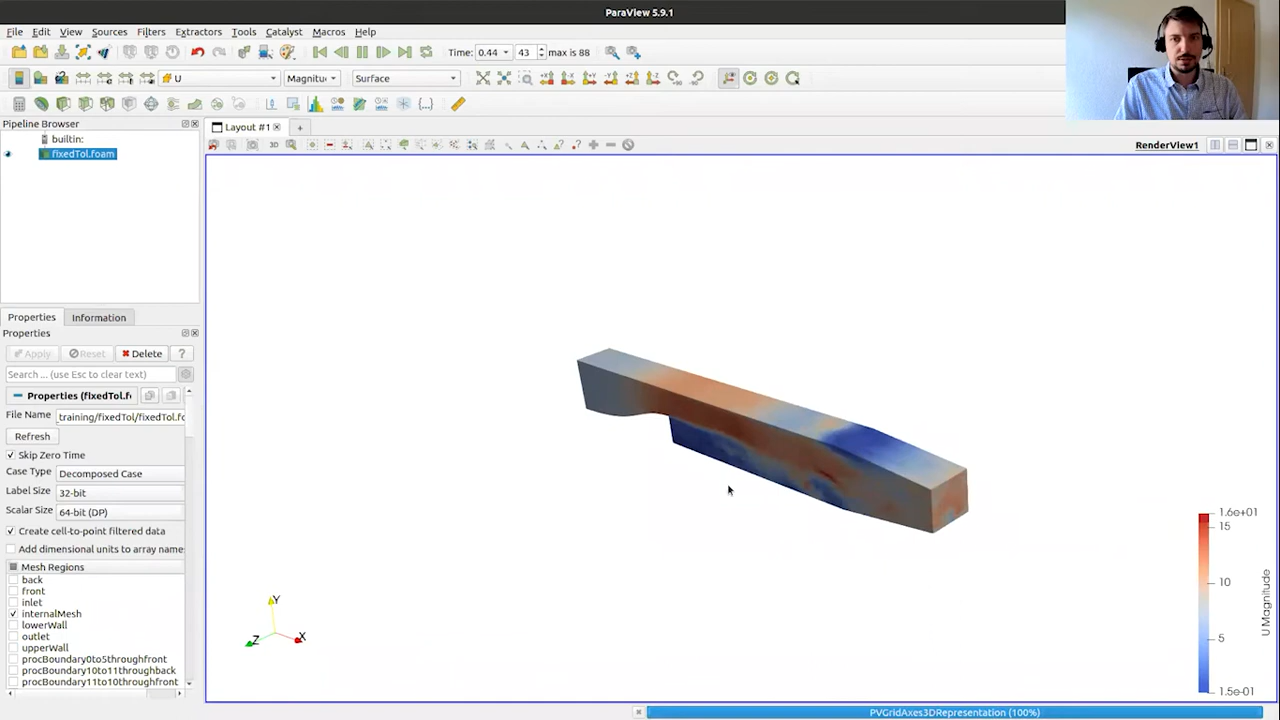 ParaView 5.9.1
File Edit View Sources Filters Extractors Tools Catalyst Macros Help
Time: 0.44 43 max is 88
U Magnitu Surface
Pipeline Browser
builtin:
fixedTol.foam
Layout #1
3D
RenderView1
Properties Information
Properties
Apply Reset Delete ?
Search ... (use Esc to clear text)
Properties (fixedTol.f
File Name training/fixedTol/fixedTol.fo
Refresh
Skip Zero Time
Case Type Decomposed Case
Label Size 32-bit
Scalar Size 64-bit (DP)
Create cell-to-point filtered data
Add dimensional units to array name
Mesh Regions
back
front
inlet
internalMesh
lowerWall
outlet
upperWall
procBoundary0to5throughfront
procBoundary10to11throughback
procBoundary11to10throughfront
Y
Z
X
1.6e+01
15
10
5
1.5e-01
U Magnitude
PVGridAxes3DRepresentation (100%)